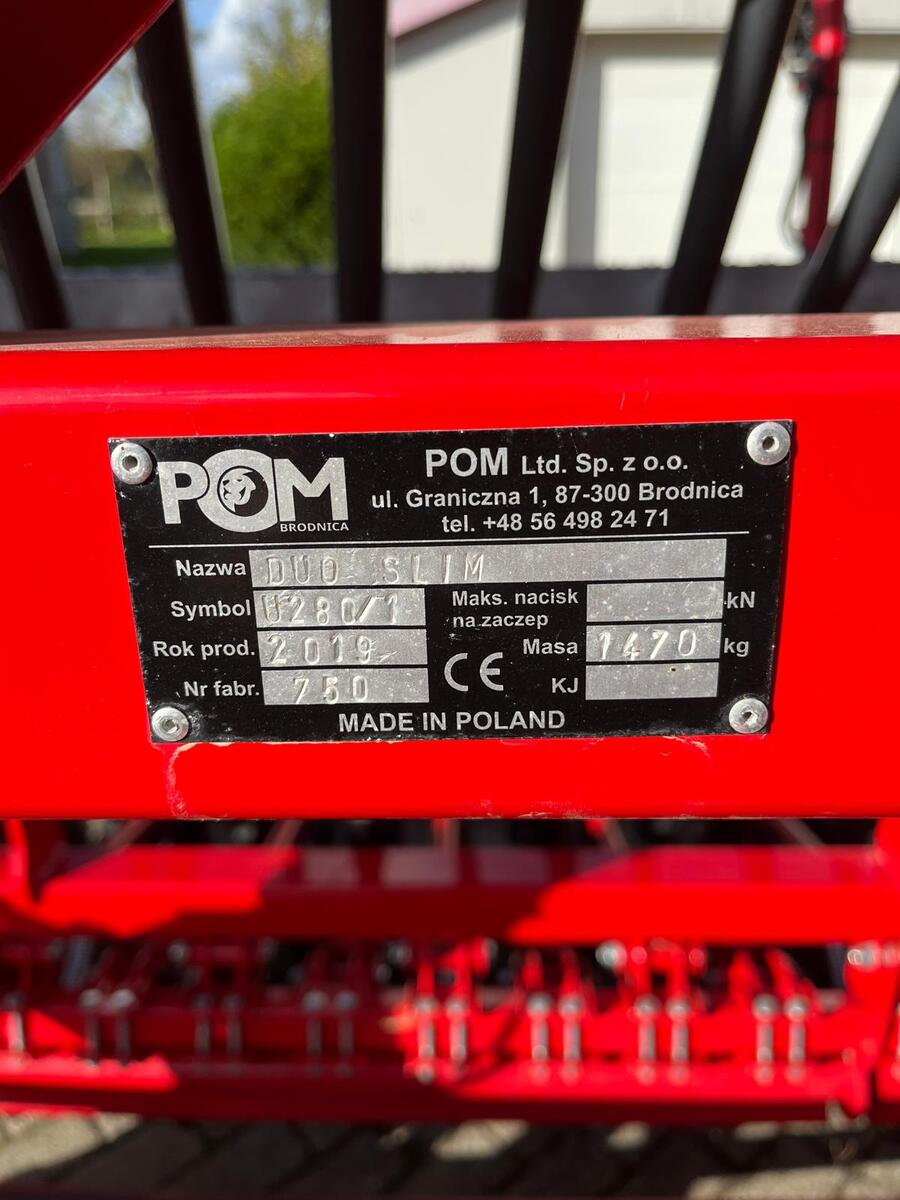 POM
BRODNICA
POM Ltd. Sp. z o.o.
ul. Graniczna 1, 87-300 Brodnica
tel. +48 56 498 24 71
Nazwa DUO SLIM
Symbol U280/1
Maks. nacisk na zaczep kN
Rok prod. 2019
Masa 1470 kg
Nr fabr. 750
CE
KJ
MADE IN POLAND